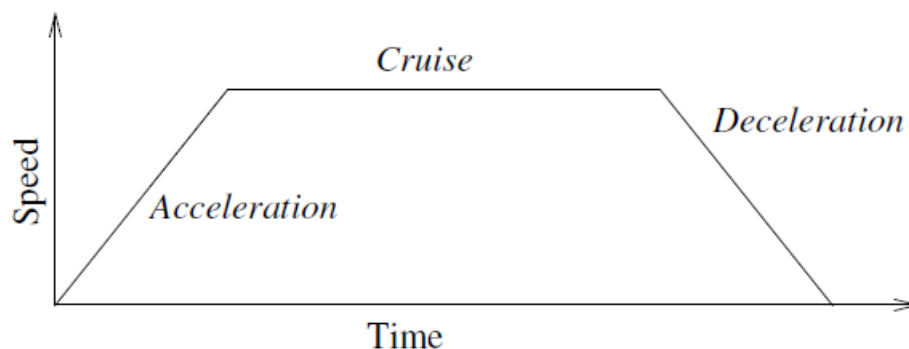 Cruise
Deceleration
Speed
Acceleration
Time